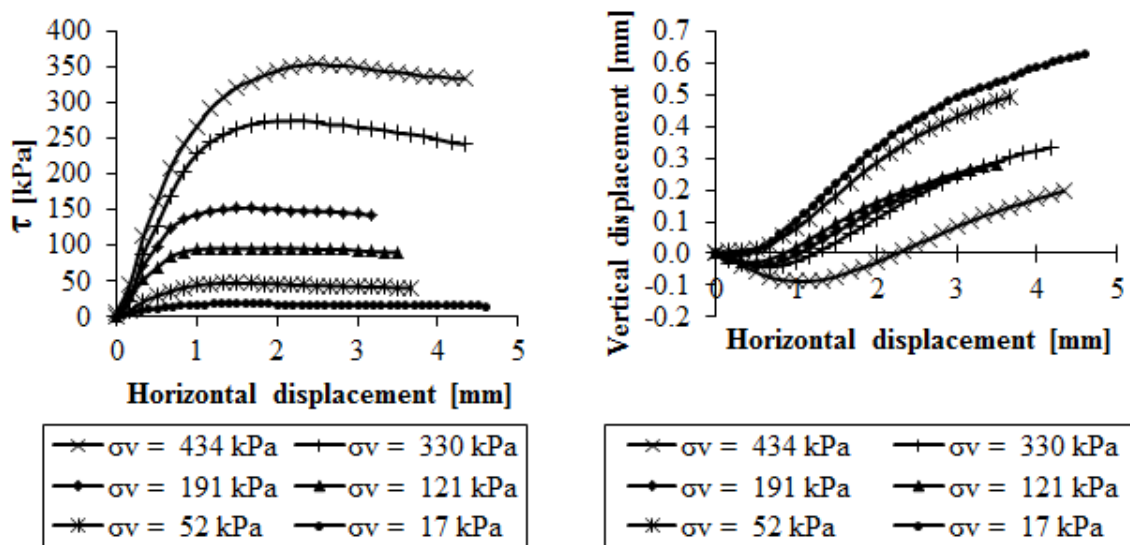 τ [kPa]
400
350
300
250
200
150
100
50
0
0 1 2 3 4 5
Horizontal displacement [mm]
σv = 434 kPa σv = 330 kPa
σv = 191 kPa σv = 121 kPa
σv = 52 kPa σv = 17 kPa
Vertical displacement [mm]
0.7
0.6
0.5
0.4
0.3
0.2
0.1
0.0
-0.1
-0.2
0 1 2 3 4 5
Horizontal displacement [mm]
σv = 434 kPa σv = 330 kPa
σv = 191 kPa σv = 121 kPa
σv = 52 kPa σv = 17 kPa